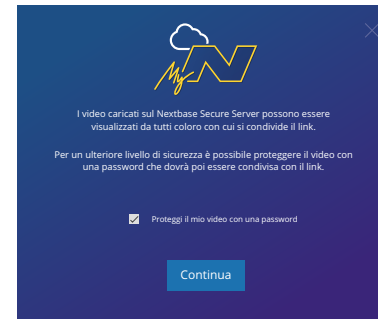 My N
I video caricati sul Nextbase Secure Server possono essere
visualizzati da tutti coloro con cui si condivide il link.
Per un ulteriore livello di sicurezza è possibile proteggere il video con
una password che dovrà poi essere condivisa con il link.
Proteggi il mio video con una password
Continua